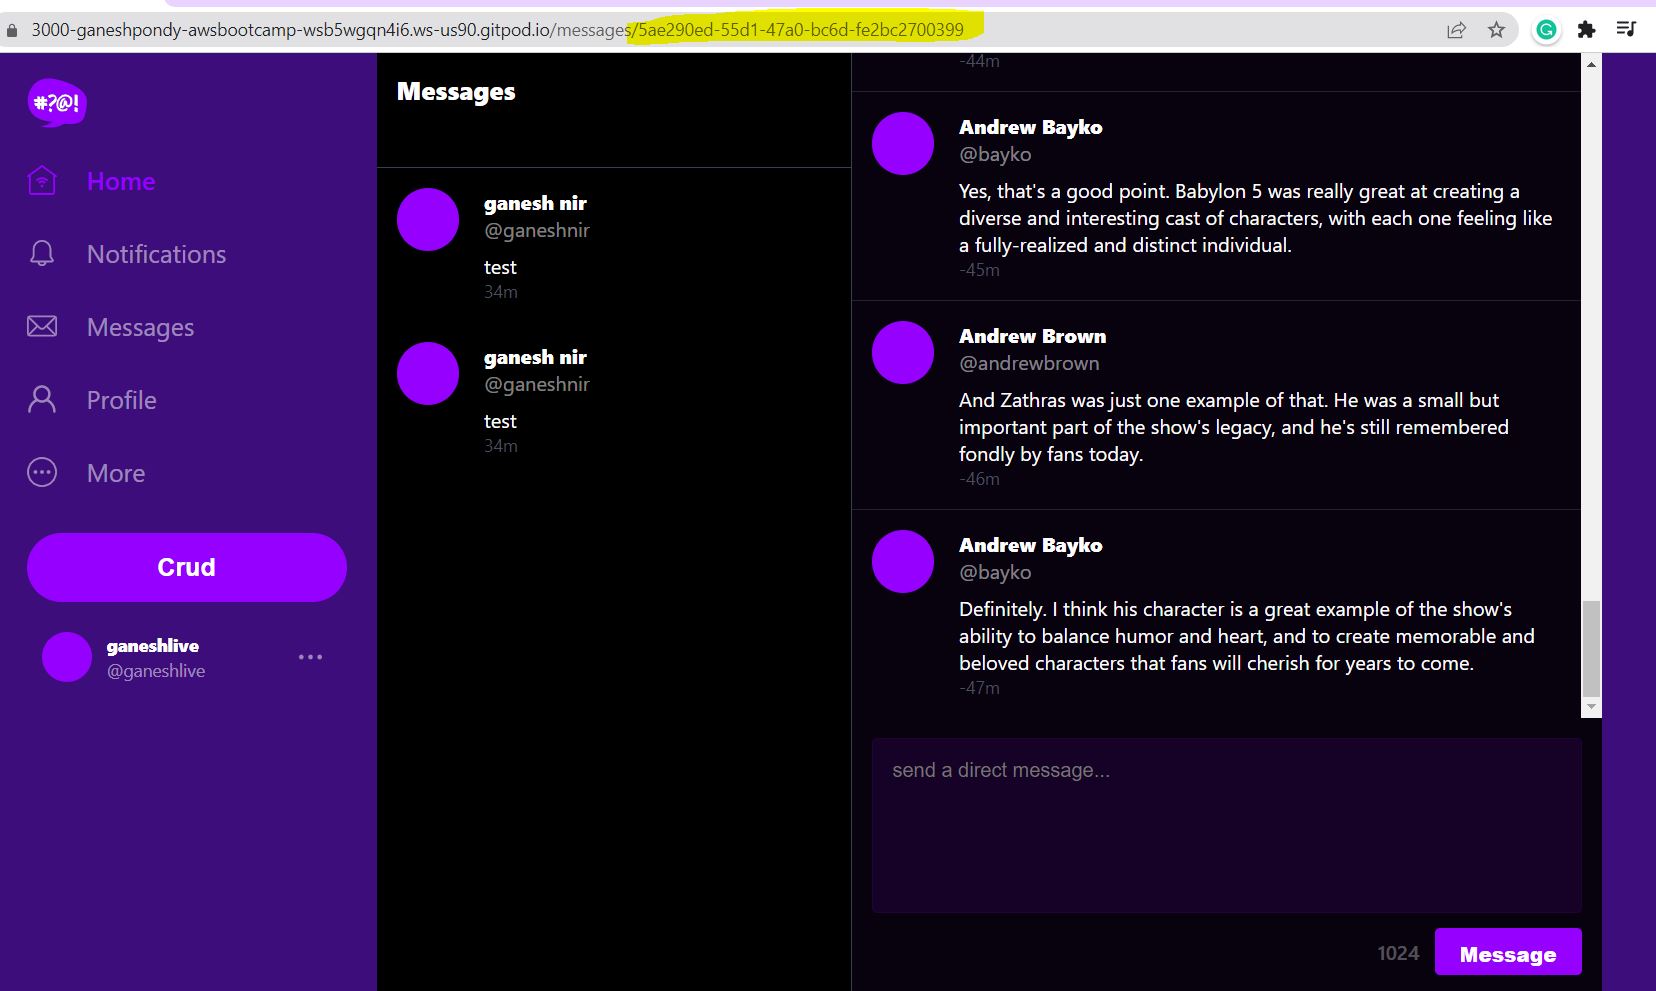 3000-ganeshpondy-awsbootcamp-wsb5wgqn4i6.ws-us90.gitpod.io/messages/5ae290ed-55d1-47a0-bc6d-fe2bc2700399
#?@!
Home
Notifications
Messages
Profile
More
Crud
ganeshlive
@ganeshlive
Messages
ganesh nir
@ganeshnir
test
34m
ganesh nir
@ganeshnir
test
34m
-44m
Andrew Bayko
@bayko
Yes, that's a good point. Babylon 5 was really great at creating a
diverse and interesting cast of characters, with each one feeling like
a fully-realized and distinct individual.
-45m
Andrew Brown
@andrewbrown
And Zathras was just one example of that. He was a small but
important part of the show's legacy, and he's still remembered
fondly by fans today.
-46m
Andrew Bayko
@bayko
Definitely. I think his character is a great example of the show's
ability to balance humor and heart, and to create memorable and
beloved characters that fans will cherish for years to come.
-47m
send a direct message...
1024
Message